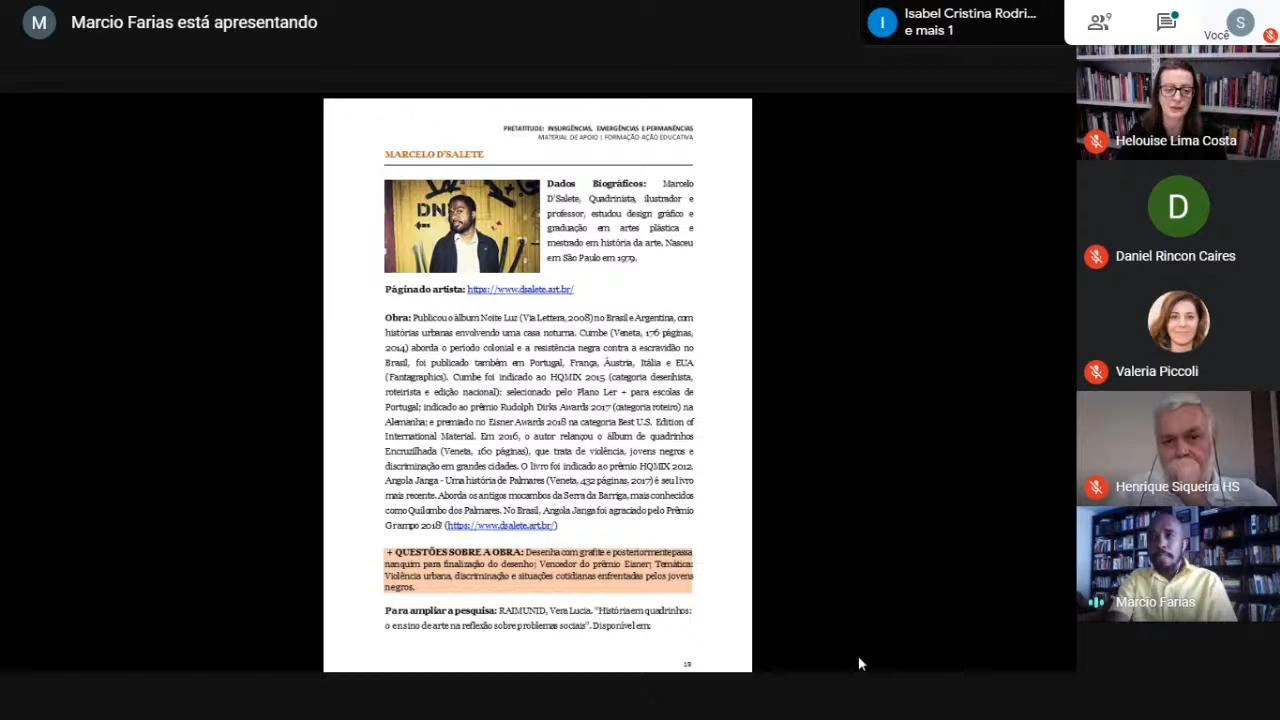 M
Marcio Farias está apresentando
I
Isabel Cristina Rodri...
e mais 1
9
S
Você
PRETATITUDE: INSURGÊNCIAS, EMERGÊNCIAS E PERMANÊNCIAS
MATERIAL DE APOIO | FORMAÇÃO AÇÃO EDUCATIVA
MARCELO D'SALETE
DN
Dados Biográficos: Marcelo
D'Salete, Quadrinista, ilustrador e
professor, estudou design gráfico e
graduação em artes plástica e
mestrado em história da arte. Nasceu
em São Paulo em 1979.
Página do artista: https://www.dsalete.art.br/
Obra: Publicou o álbum Noite Luz (Via Lettera, 2008) no Brasil e Argentina, com
histórias urbanas envolvendo uma casa noturna. Cumbe (Veneta, 176 páginas,
2014) aborda o período colonial e a resistência negra contra a escravidão no
Brasil, foi publicado também em Portugal, França, Áustria, Itália e EUA
(Fantagraphics). Cumbe foi indicado ao HQMIX 2015 (categoria desenhista,
roteirista e edição nacional); selecionado pelo Plano Ler + para escolas de
Portugal; indicado ao prêmio Rudolph Dirks Awards 2017 (categoria roteiro) na
Alemanha; e premiado no Eisner Awards 2018 na categoria Best U.S. Edition of
International Material. Em 2016, o autor relançou o álbum de quadrinhos
Encruzilhada (Veneta, 160 páginas), que trata de violência, jovens negros e
discriminação em grandes cidades. O livro foi indicado ao prêmio HQMIX 2012.
Angola Janga - Uma história de Palmares (Veneta, 432 páginas, 2017) é seu livro
mais recente. Aborda os antigos mocambos da Serra da Barriga, mais conhecidos
como Quilombo dos Palmares. No Brasil, Angola Janga foi agraciado pelo Prêmio
Grampo 2018! (https://www.dsalete.art.br/)
+ QUESTÕES SOBRE A OBRA: Desenha com grafite e posteriormente passa
nanquim para finalização do desenho; Vencedor do prêmio Eisner; Temática:
Violência urbana, discriminação e situações cotidianas enfrentadas pelos jovens
negros.
Para ampliar a pesquisa: RAIMUND, Vera Lucia. "História em quadrinhos:
o ensino de arte na reflexão sobre problemas sociais". Disponível em:
19
Helouise Lima Costa
D
Daniel Rincon Caires
Valeria Piccoli
Henrique Siqueira HS
Marcio Farias